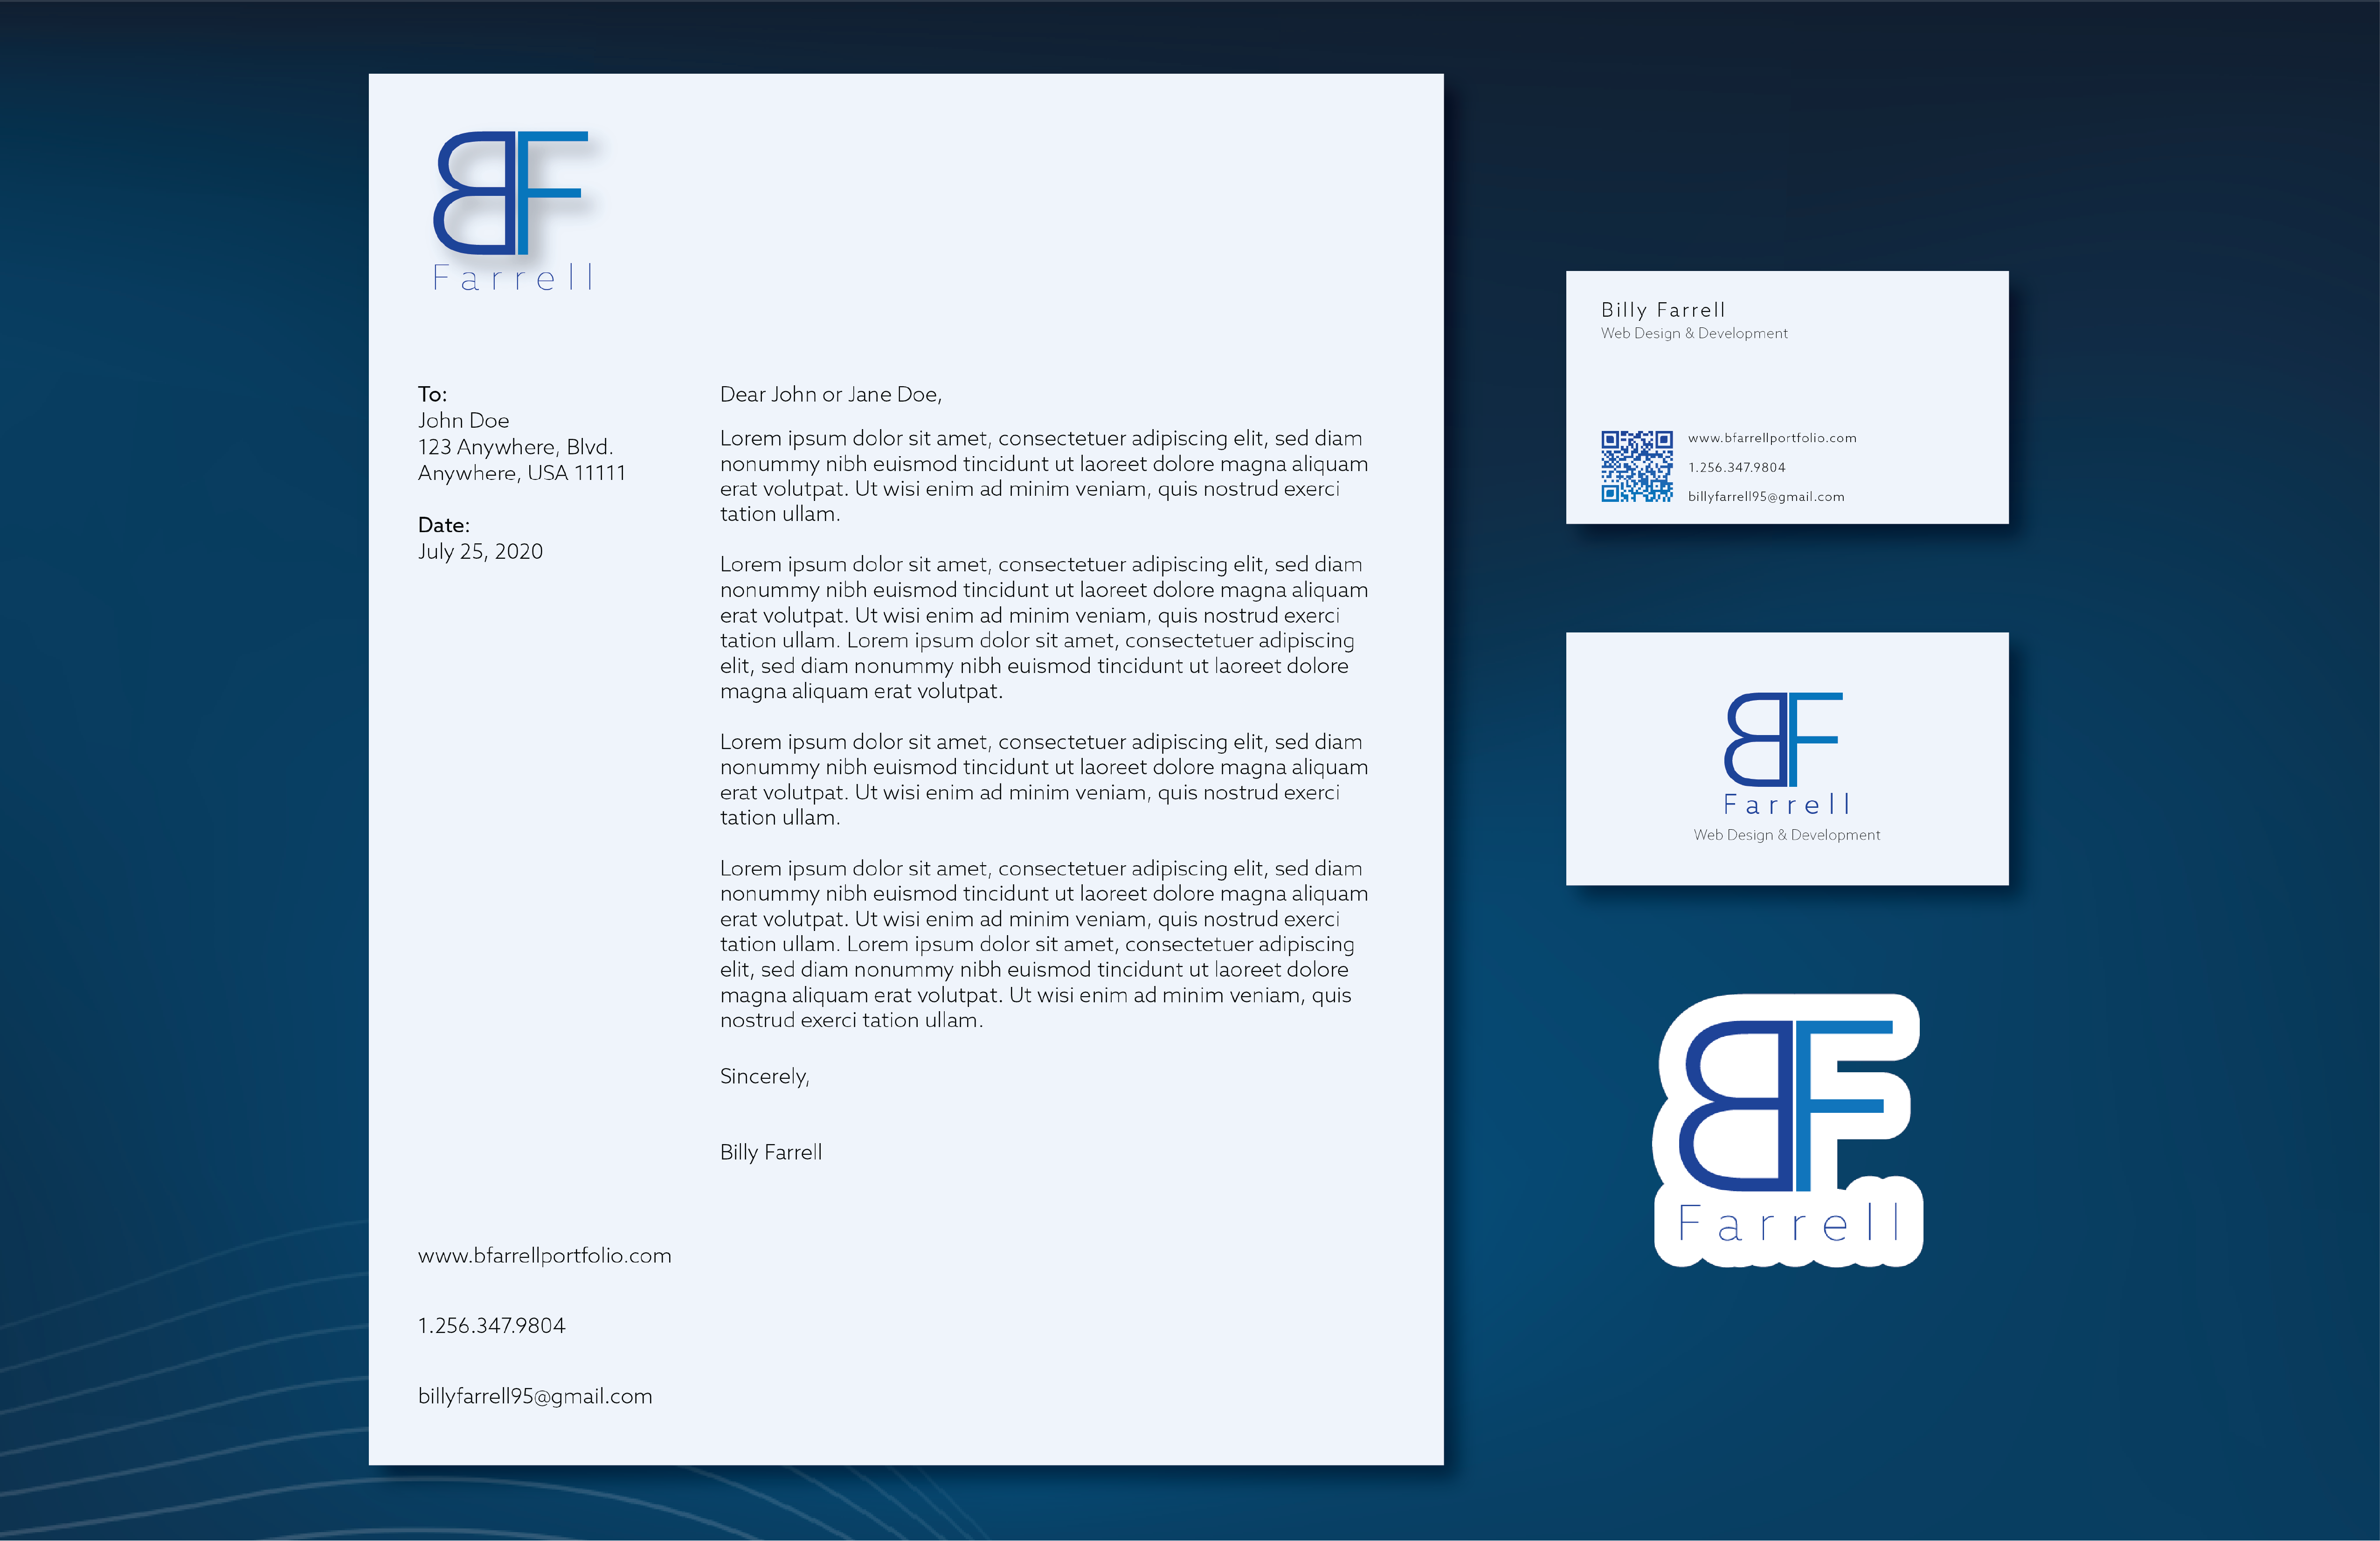 BF
Farrell
To:
John Doe
123 Anywhere, Blvd.
Anywhere, USA 11111
Date:
July 25, 2020
Dear John or Jane Doe,
Lorem ipsum dolor sit amet, consectetuer adipiscing elit, sed diam
nonummy nibh euismod tincidunt ut laoreet dolore magna aliquam
erat volutpat. Ut wisi enim ad minim veniam, quis nostrud exerci
tation ullam.
Lorem ipsum dolor sit amet, consectetuer adipiscing elit, sed diam
nonummy nibh euismod tincidunt ut laoreet dolore magna aliquam
erat volutpat. Ut wisi enim ad minim veniam, quis nostrud exerci
tation ullam. Lorem ipsum dolor sit amet, consectetuer adipiscing
elit, sed diam nonummy nibh euismod tincidunt ut laoreet dolore
magna aliquam erat volutpat.
Lorem ipsum dolor sit amet, consectetuer adipiscing elit, sed diam
nonummy nibh euismod tincidunt ut laoreet dolore magna aliquam
erat volutpat. Ut wisi enim ad minim veniam, quis nostrud exerci
tation ullam.
Lorem ipsum dolor sit amet, consectetuer adipiscing elit, sed diam
nonummy nibh euismod tincidunt ut laoreet dolore magna aliquam
erat volutpat. Ut wisi enim ad minim veniam, quis nostrud exerci
tation ullam. Lorem ipsum dolor sit amet, consectetuer adipiscing
elit, sed diam nonummy nibh euismod tincidunt ut laoreet dolore
magna aliquam erat volutpat. Ut wisi enim ad minim veniam, quis
nostrud exerci tation ullam.
Sincerely,
Billy Farrell
www.bfarrellportfolio.com
1.256.347.9804
billyfarrell95@gmail.com
Billy Farrell
Web Design & Development
www.bfarrellportfolio.com
1.256.347.9804
billyfarrell95@gmail.com
BF
Farrell
Web Design & Development
BF
Farrell